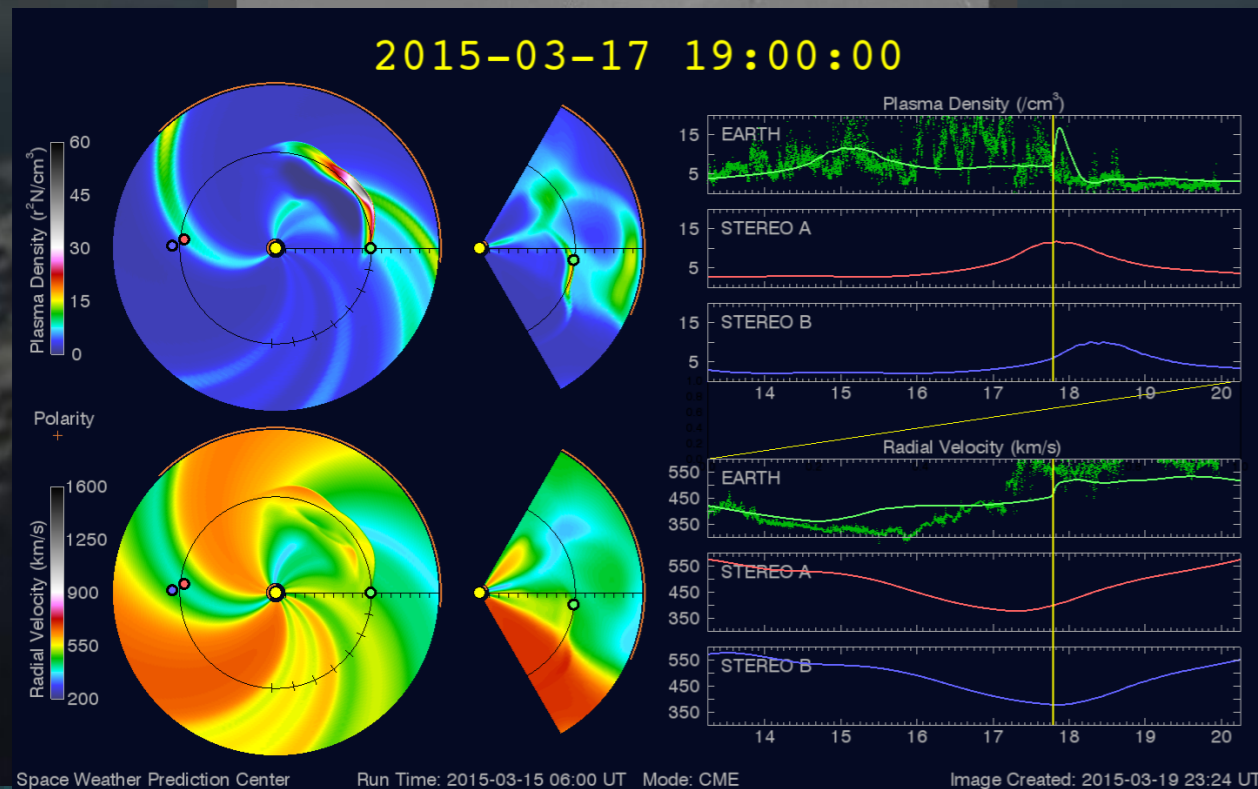 2015-03-17 19:00:00
Plasma Density (r²N/cm³)
60
45
30
15
0
Plasma Density (/cm³)
EARTH
15
5
STEREO A
15
5
STEREO B
15
5
14 15 16 17 18 19 20
Polarity
+
Radial Velocity (km/s)
1600
1250
900
550
200
Radial Velocity (km/s)
EARTH
550
450
350
STEREO A
550
450
350
STEREO B
550
450
350
14 15 16 17 18 19 20
Space Weather Prediction Center Run Time: 2015-03-15 06:00 UT Mode: CME Image Created: 2015-03-19 23:24 UT